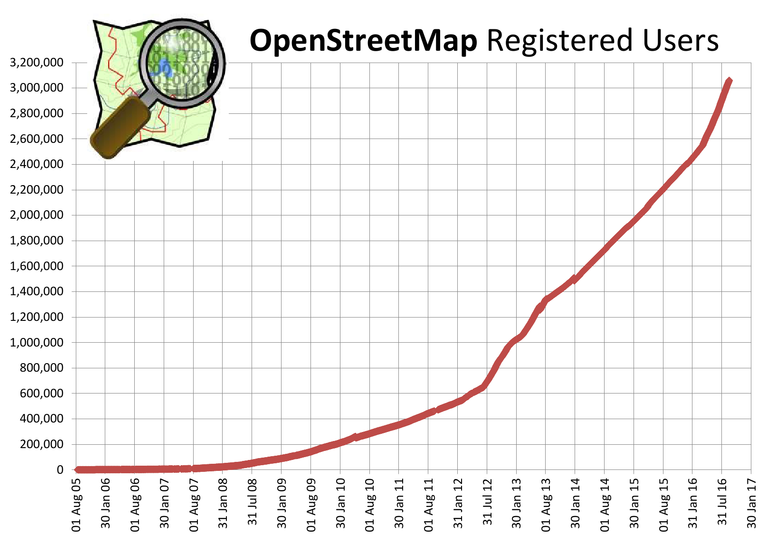 OpenStreetMap Registered Users
3,200,000
3,000,000
2,800,000
2,600,000
2,400,000
2,200,000
2,000,000
1,800,000
1,600,000
1,400,000
1,200,000
1,000,000
800,000
600,000
400,000
200,000
0
01 Aug 05
30 Jan 06
01 Aug 06
30 Jan 07
01 Aug 07
31 Jan 08
31 Jul 08
30 Jan 09
01 Aug 09
30 Jan 10
01 Aug 10
30 Jan 11
01 Aug 11
31 Jan 12
31 Jul 12
30 Jan 13
01 Aug 13
30 Jan 14
01 Aug 14
30 Jan 15
01 Aug 15
31 Jan 16
31 Jul 16
30 Jan 17